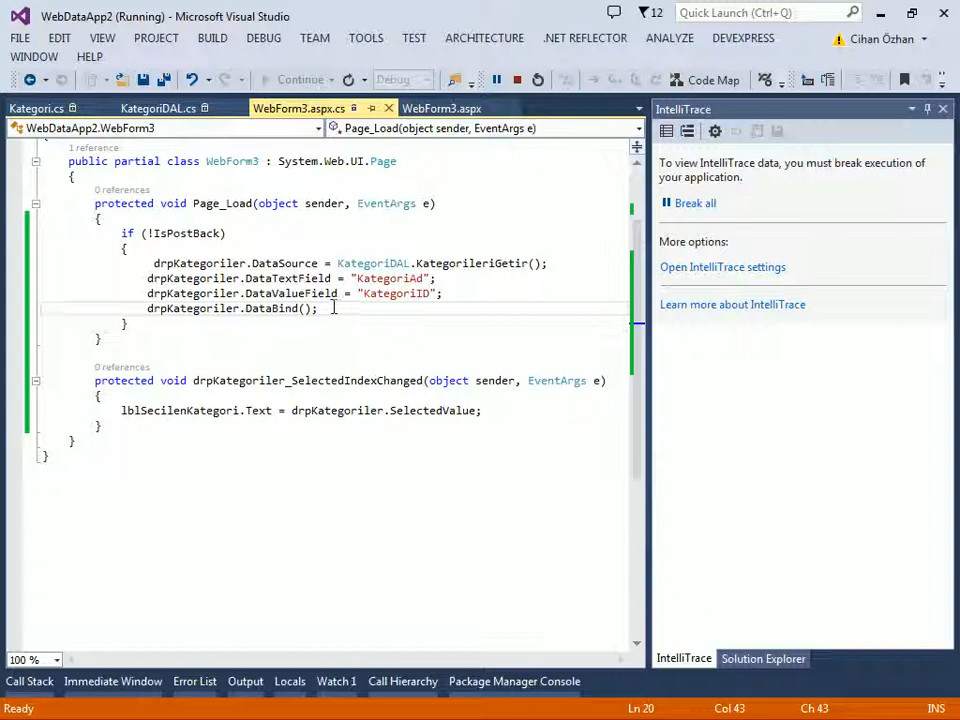 WebDataApp2 (Running) - Microsoft Visual Studio
12
Quick Launch (Ctrl+Q)
FILE EDIT VIEW PROJECT BUILD DEBUG TEAM TOOLS TEST ARCHITECTURE .NET REFLECTOR ANALYZE DEVEXPRESS
Cihan Özhan
WINDOW HELP
Continue
Debug
Code Map
Kategori.cs
KategoriDAL.cs
WebForm3.aspx.cs
WebForm3.aspx
WebDataApp2.WebForm3
Page_Load(object sender, EventArgs e)
{
1 reference
public partial class WebForm3 : System.Web.UI.Page
{
0 references
protected void Page_Load(object sender, EventArgs e)
{
if (!IsPostBack)
{
drpKategoriler.DataSource = KategoriDAL.KategorileriGetir();
drpKategoriler.DataTextField = "KategoriAd";
drpKategoriler.DataValueField = "KategoriID";
drpKategoriler.DataBind();
}
}
0 references
protected void drpKategoriler_SelectedIndexChanged(object sender, EventArgs e)
{
lblSecilenKategori.Text = drpKategoriler.SelectedValue;
}
}
}
100 %
IntelliTrace
To view IntelliTrace data, you must break execution of
your application.
Break all
More options:
Open IntelliTrace settings
Learn more about IntelliTrace
IntelliTrace
Solution Explorer
Call Stack
Immediate Window
Error List
Output
Locals
Watch 1
Call Hierarchy
Package Manager Console
Ready
Ln 20
Col 43
Ch 43
INS